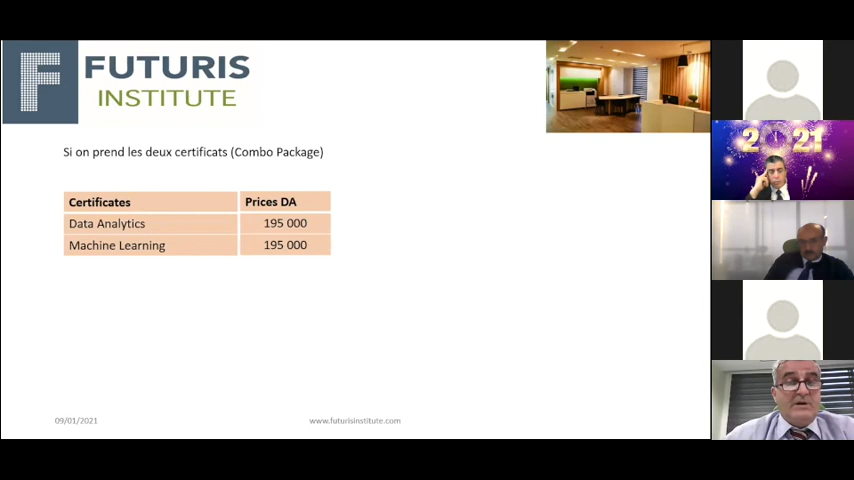 FUTURIS
INSTITUTE
Si on prend les deux certificats (Combo Package)
Certificates Prices DA
Data Analytics 195 000
Machine Learning 195 000
09/01/2021 www.futurisinstitute.com
2021